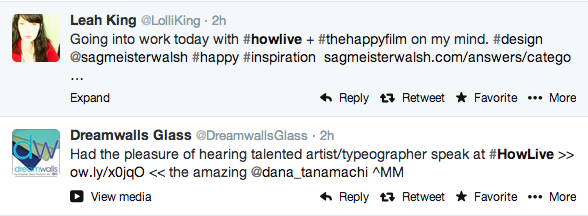 Leah King @LolliKing · 2h
Going into work today with #howlive + #thehappyfilm on my mind. #design
@sagmeisterwalsh #happy #inspiration sagmeisterwalsh.com/answers/catego
…
Expand Reply Retweet Favorite More
dw
dreamwalls
Dreamwalls Glass @DreamwallsGlass · 2h
Had the pleasure of hearing talented artist/typeographer speak at #HowLive >>
ow.ly/x0jqO << the amazing @dana_tanamachi ^MM
View media Reply Retweet Favorite More